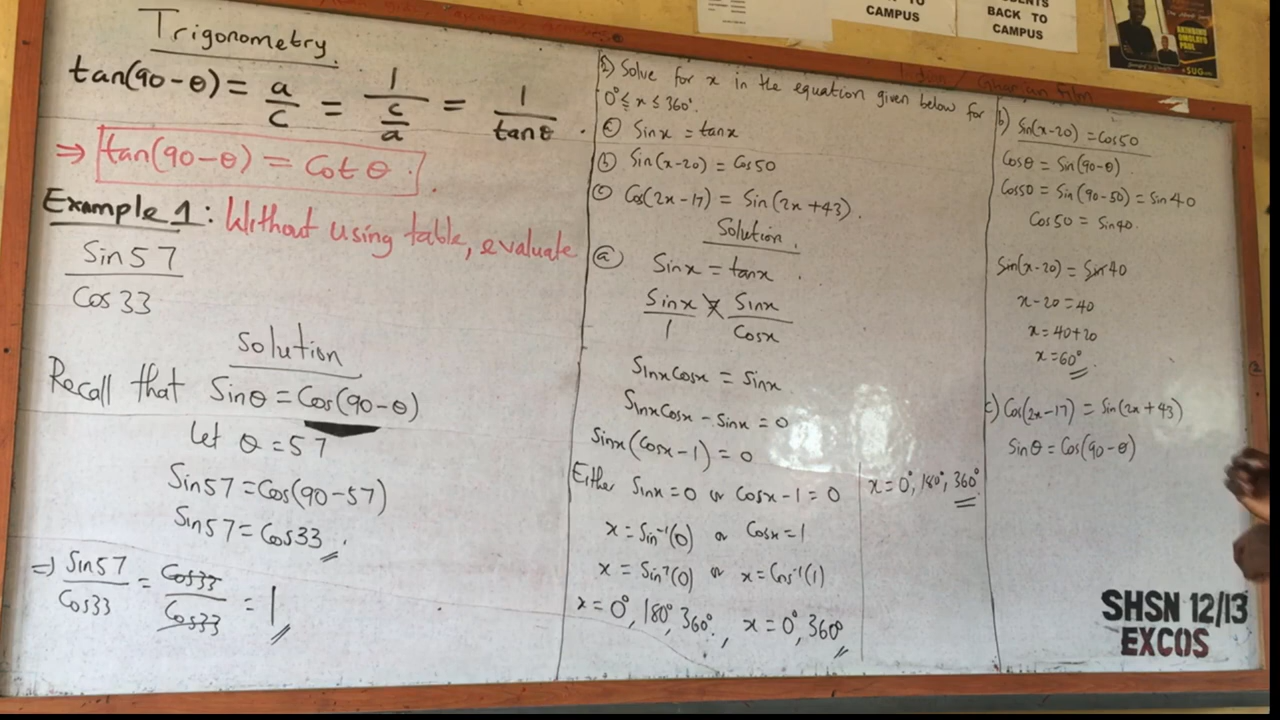 Trigonometry.
tan(90-θ) = a/c = 1/(c/a) = 1/tanθ .
⇒ tan(90-θ) = Cot θ .
Example 1: Without using table, evaluate
Sin57/Cos33
Solution
Recall that Sinθ = Cos(90-θ)
Let θ = 57
Sin57 = Cos(90-57)
Sin57 = Cos33 .
⇒ Sin57/Cos33 = Cos33/Cos33 = 1
2) Solve for x in the equation given below for
0° ≤ x ≤ 360°.
ⓐ Sinx = tanx
ⓑ Sin(x-20) = Cos50
ⓒ Cos(2x-17) = Sin(2x+43).
Solution.
ⓐ Sinx = tanx .
Sinx/1 = Sinx/Cosx
SinxCosx = Sinx
SinxCosx - Sinx = 0
Sinx(Cosx-1) = 0
Either Sinx = 0 or Cosx-1 = 0
x = Sin⁻¹(0) or Cosx = 1
x = Sin⁻¹(0) or x = Cos⁻¹(1)
x = 0°, 180°, 360°., x = 0°, 360°
x = 0°, 180°, 360°
b) Sin(x-20) = Cos50
Cosθ = Sin(90-θ).
Cos50 = Sin(90-50) = Sin40
Cos50 = Sin40.
Sin(x-20) = Sin40
x-20 = 40
x = 40+20
x = 60°
c) Cos(2x-17) = Sin(2x+43)
Sinθ = Cos(90-θ)
SHSN 12/13
EXCOS
CAMPUS
BACK TO
CAMPUS
SUG